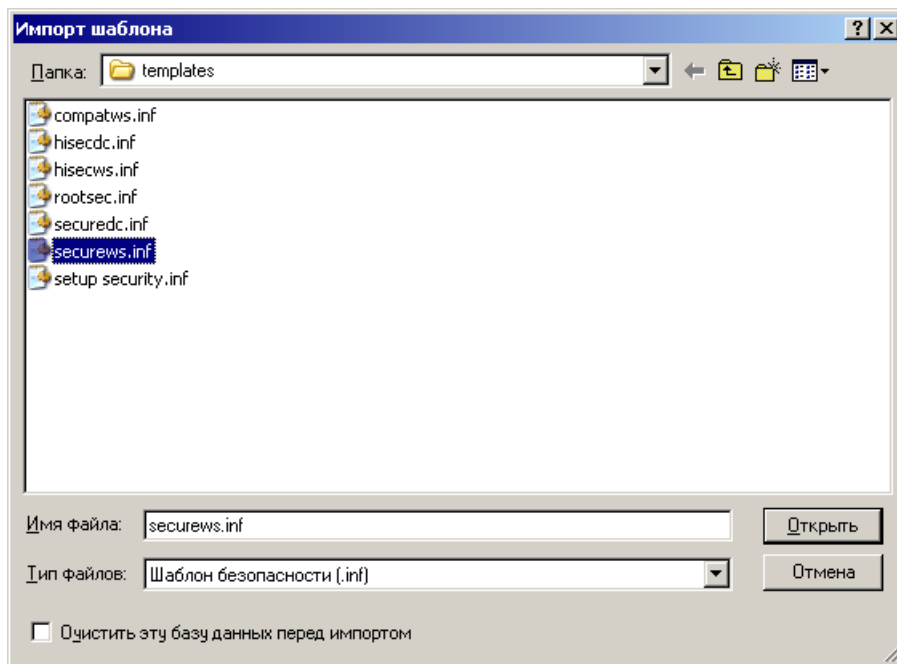 Импорт шаблона
Папка: templates
compatws.inf
hisecdc.inf
hisecws.inf
rootsec.inf
securedc.inf
securews.inf
setup security.inf
Имя файла: securews.inf Открыть
Тип файлов: Шаблон безопасности (.inf) Отмена
Очистить эту базу данных перед импортом